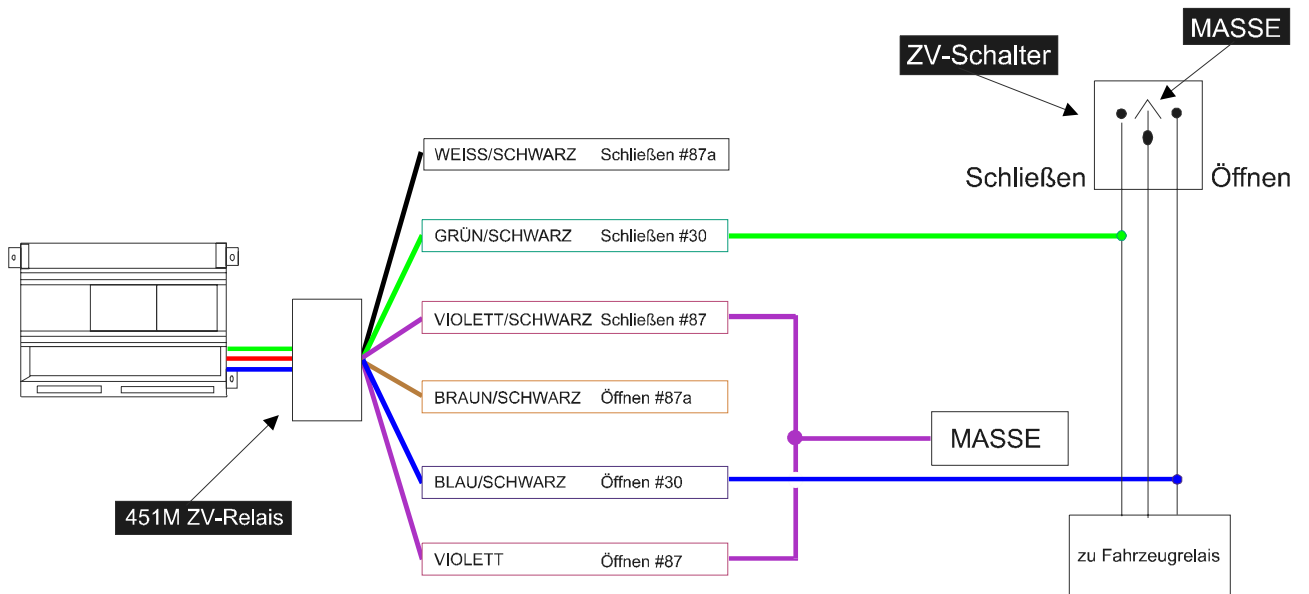 MASSE
ZV-Schalter
WEISS/SCHWARZ Schließen #87a
Schließen
Öffnen
GRÜN/SCHWARZ Schließen #30
VIOLETT/SCHWARZ Schließen #87
BRAUN/SCHWARZ Öffnen #87a
MASSE
BLAU/SCHWARZ Öffnen #30
451M ZV-Relais
VIOLETT Öffnen #87
zu Fahrzeugrelais